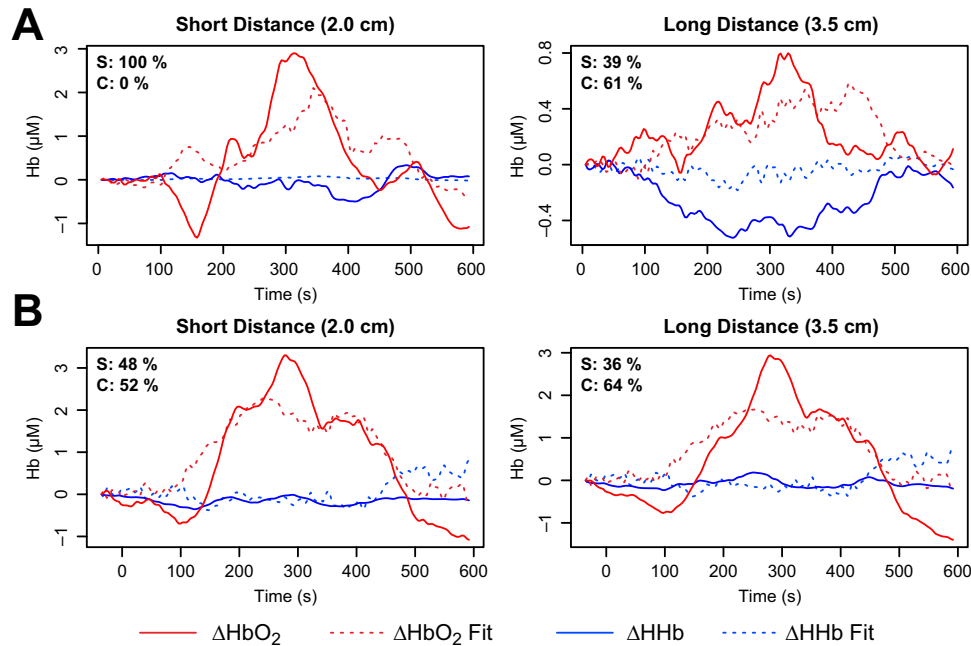 A
Short Distance (2.0 cm)
S: 100 %
C: 0 %
Hb (µM)
3
2
1
0
−1
0 100 200 300 400 500 600
Time (s)
Long Distance (3.5 cm)
S: 39 %
C: 61 %
Hb (µM)
0.8
0.4
0.0
−0.4
0 100 200 300 400 500 600
Time (s)
B
Short Distance (2.0 cm)
S: 48 %
C: 52 %
Hb (µM)
3
2
1
0
−1
0 100 200 300 400 500 600
Time (s)
Long Distance (3.5 cm)
S: 36 %
C: 64 %
Hb (µM)
3
2
1
0
−1
0 100 200 300 400 500 600
Time (s)
ΔHbO₂ ΔHbO₂ Fit ΔHHb ΔHHb Fit